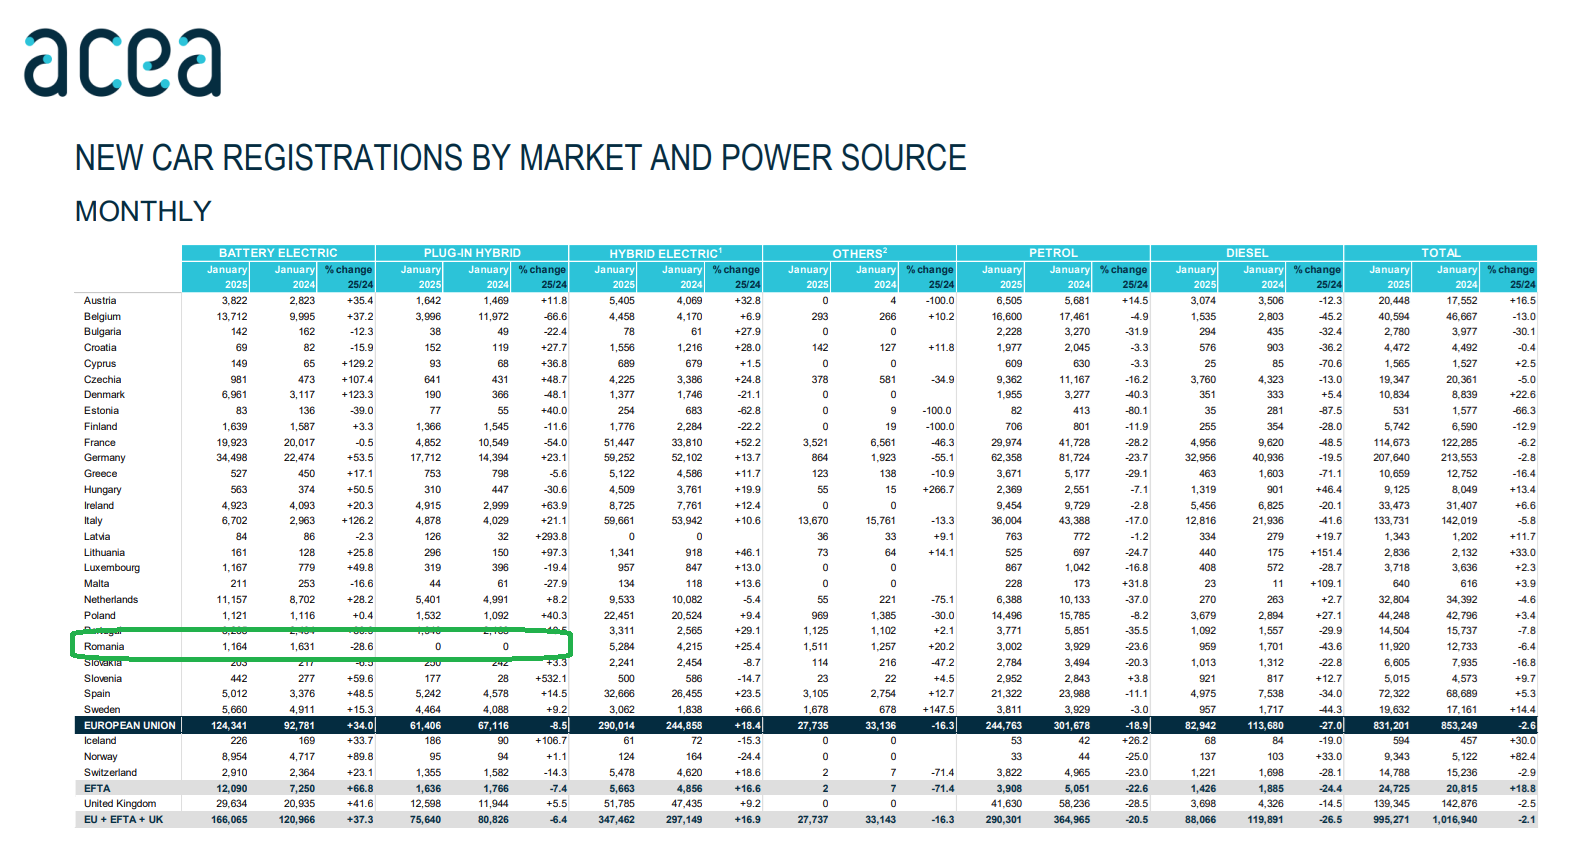 acea
NEW CAR REGISTRATIONS BY MARKET AND POWER SOURCE
MONTHLY
BATTERY ELECTRIC PLUG-IN HYBRID HYBRID ELECTRIC1 OTHERS2 PETROL DIESEL TOTAL
January January % change January January % change January January % change January January % change January January % change January January % change January January % change
2025 2024 25/24 2025 2024 25/24 2025 2024 25/24 2025 2024 25/24 2025 2024 25/24 2025 2024 25/24 2025 2024 25/24
Austria 3,822 2,823 +35.4 1,642 1,469 +11.8 5,405 4,069 +32.8 0 4 -100.0 6,505 5,681 +14.5 3,074 3,506 -12.3 20,448 17,552 +16.5
Belgium 13,712 9,995 +37.2 3,996 11,972 -66.6 4,458 4,170 +6.9 293 266 +10.2 16,600 17,461 -4.9 1,535 2,803 -45.2 40,594 46,667 -13.0
Bulgaria 142 162 -12.3 38 49 -22.4 78 61 +27.9 0 0 2,228 3,270 -31.9 294 435 -32.4 2,780 3,977 -30.1
Croatia 69 82 -15.9 152 119 +27.7 1,556 1,216 +28.0 142 127 +11.8 1,977 2,045 -3.3 576 903 -36.2 4,472 4,492 -0.4
Cyprus 149 65 +129.2 93 68 +36.8 689 679 +1.5 0 0 609 630 -3.3 25 85 -70.6 1,565 1,527 +2.5
Czechia 981 473 +107.4 641 431 +48.7 4,225 3,386 +24.8 378 581 -34.9 9,362 11,167 -16.2 3,760 4,323 -13.0 19,347 20,361 -5.0
Denmark 6,961 3,117 +123.3 190 366 -48.1 1,377 1,746 -21.1 0 0 1,955 3,277 -40.3 351 333 +5.4 10,834 8,839 +22.6
Estonia 83 136 -39.0 77 55 +40.0 254 683 -62.8 0 9 -100.0 82 413 -80.1 35 281 -87.5 531 1,577 -66.3
Finland 1,639 1,587 +3.3 1,366 1,545 -11.6 1,776 2,284 -22.2 0 19 -100.0 706 801 -11.9 255 354 -28.0 5,742 6,590 -12.9
France 19,923 20,017 -0.5 4,852 10,549 -54.0 51,447 33,810 +52.2 3,521 6,561 -46.3 29,974 41,728 -28.2 4,956 9,620 -48.5 114,673 122,285 -6.2
Germany 34,498 22,474 +53.5 17,712 14,394 +23.1 59,252 52,102 +13.7 864 1,923 -55.1 62,358 81,724 -23.7 32,956 40,936 -19.5 207,640 213,553 -2.8
Greece 527 450 +17.1 753 798 -5.6 5,122 4,586 +11.7 123 138 -10.9 3,671 5,177 -29.1 463 1,603 -71.1 10,659 12,752 -16.4
Hungary 563 374 +50.5 310 447 -30.6 4,509 3,761 +19.9 55 15 +266.7 2,369 2,551 -7.1 1,319 901 +46.4 9,125 8,049 +13.4
Ireland 4,923 4,093 +20.3 4,915 2,999 +63.9 8,725 7,761 +12.4 0 0 9,454 9,729 -2.8 5,456 6,825 -20.1 33,473 31,407 +6.6
Italy 6,702 2,963 +126.2 4,878 4,029 +21.1 59,661 53,942 +10.6 13,670 15,761 -13.3 36,004 43,388 -17.0 12,816 21,936 -41.6 133,731 142,019 -5.8
Latvia 84 86 -2.3 126 32 +293.8 0 0 36 33 +9.1 763 772 -1.2 334 279 +19.7 1,343 1,202 +11.7
Lithuania 161 128 +25.8 296 150 +97.3 1,341 918 +46.1 73 64 +14.1 525 697 -24.7 440 175 +151.4 2,836 2,132 +33.0
Luxembourg 1,167 779 +49.8 319 396 -19.4 957 847 +13.0 0 0 867 1,042 -16.8 408 572 -28.7 3,718 3,636 +2.3
Malta 211 253 -16.6 44 61 -27.9 134 118 +13.6 0 0 228 173 +31.8 23 11 +109.1 640 616 +3.9
Netherlands 11,157 8,702 +28.2 5,401 4,991 +8.2 9,533 10,082 -5.4 55 221 -75.1 6,388 10,133 -37.0 270 263 +2.7 32,804 34,392 -4.6
Poland 1,121 1,116 +0.4 1,532 1,092 +40.3 22,451 20,524 +9.4 969 1,385 -30.0 14,496 15,785 -8.2 3,679 2,894 +27.1 44,248 42,796 +3.4
Portugal 3,311 2,565 +29.1 1,125 1,102 +2.1 3,771 5,851 -35.5 1,092 1,557 -29.9 14,504 15,737 -7.8
Romania 1,164 1,631 -28.6 0 0 5,284 4,215 +25.4 1,511 1,257 +20.2 3,002 3,929 -23.6 959 1,701 -43.6 11,920 12,733 -6.4
Slovakia 203 217 -6.5 250 242 +3.3 2,241 2,454 -8.7 114 216 -47.2 2,784 3,494 -20.3 1,013 1,312 -22.8 6,605 7,935 -16.8
Slovenia 442 277 +59.6 177 28 +532.1 500 586 -14.7 23 22 +4.5 2,952 2,843 +3.8 921 817 +12.7 5,015 4,573 +9.7
Spain 5,012 3,376 +48.5 5,242 4,578 +14.5 32,666 26,455 +23.5 3,105 2,754 +12.7 21,322 23,988 -11.1 4,975 7,538 -34.0 72,322 68,689 +5.3
Sweden 5,660 4,911 +15.3 4,464 4,088 +9.2 3,062 1,838 +66.6 1,678 678 +147.5 3,811 3,929 -3.0 957 1,717 -44.3 19,632 17,161 +14.4
EUROPEAN UNION 124,341 92,781 +34.0 61,406 67,116 -8.5 290,014 244,858 +18.4 27,735 33,136 -16.3 244,763 301,678 -18.9 82,942 113,680 -27.0 831,201 853,249 -2.6
Iceland 226 169 +33.7 186 90 +106.7 61 72 -15.3 0 0 53 42 +26.2 68 84 -19.0 594 457 +30.0
Norway 8,954 4,717 +89.8 95 94 +1.1 124 164 -24.4 0 0 33 44 -25.0 137 103 +33.0 9,343 5,122 +82.4
Switzerland 2,910 2,364 +23.1 1,355 1,582 -14.3 5,478 4,620 +18.6 2 7 -71.4 3,822 4,965 -23.0 1,221 1,698 -28.1 14,788 15,236 -2.9
EFTA 12,090 7,250 +66.8 1,636 1,766 -7.4 5,663 4,856 +16.6 2 7 -71.4 3,908 5,051 -22.6 1,426 1,885 -24.4 24,725 20,815 +18.8
United Kingdom 29,634 20,935 +41.6 12,598 11,944 +5.5 51,785 47,435 +9.2 0 0 41,630 58,236 -28.5 3,698 4,326 -14.5 139,345 142,876 -2.5
EU + EFTA + UK 166,065 120,966 +37.3 75,640 80,826 -6.4 347,462 297,149 +16.9 27,737 33,143 -16.3 290,301 364,965 -20.5 88,066 119,891 -26.5 995,271 1,016,940 -2.1